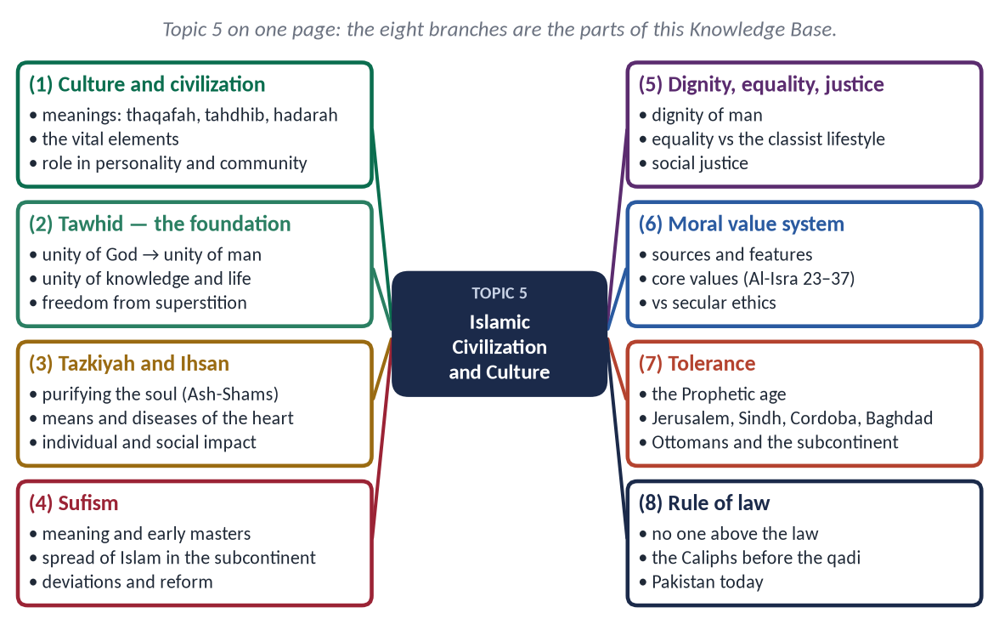 Topic 5 on one page: the eight branches are the parts of this Knowledge Base.
(1) Culture and civilization
• meanings: thaqafah, tahdhib, hadarah
• the vital elements
• role in personality and community
(2) Tawhid — the foundation
• unity of God → unity of man
• unity of knowledge and life
• freedom from superstition
(3) Tazkiyah and Ihsan
• purifying the soul (Ash-Shams)
• means and diseases of the heart
• individual and social impact
(4) Sufism
• meaning and early masters
• spread of Islam in the subcontinent
• deviations and reform
TOPIC 5
Islamic
Civilization
and Culture
(5) Dignity, equality, justice
• dignity of man
• equality vs the classist lifestyle
• social justice
(6) Moral value system
• sources and features
• core values (Al-Isra 23–37)
• vs secular ethics
(7) Tolerance
• the Prophetic age
• Jerusalem, Sindh, Cordoba, Baghdad
• Ottomans and the subcontinent
(8) Rule of law
• no one above the law
• the Caliphs before the qadi
• Pakistan today